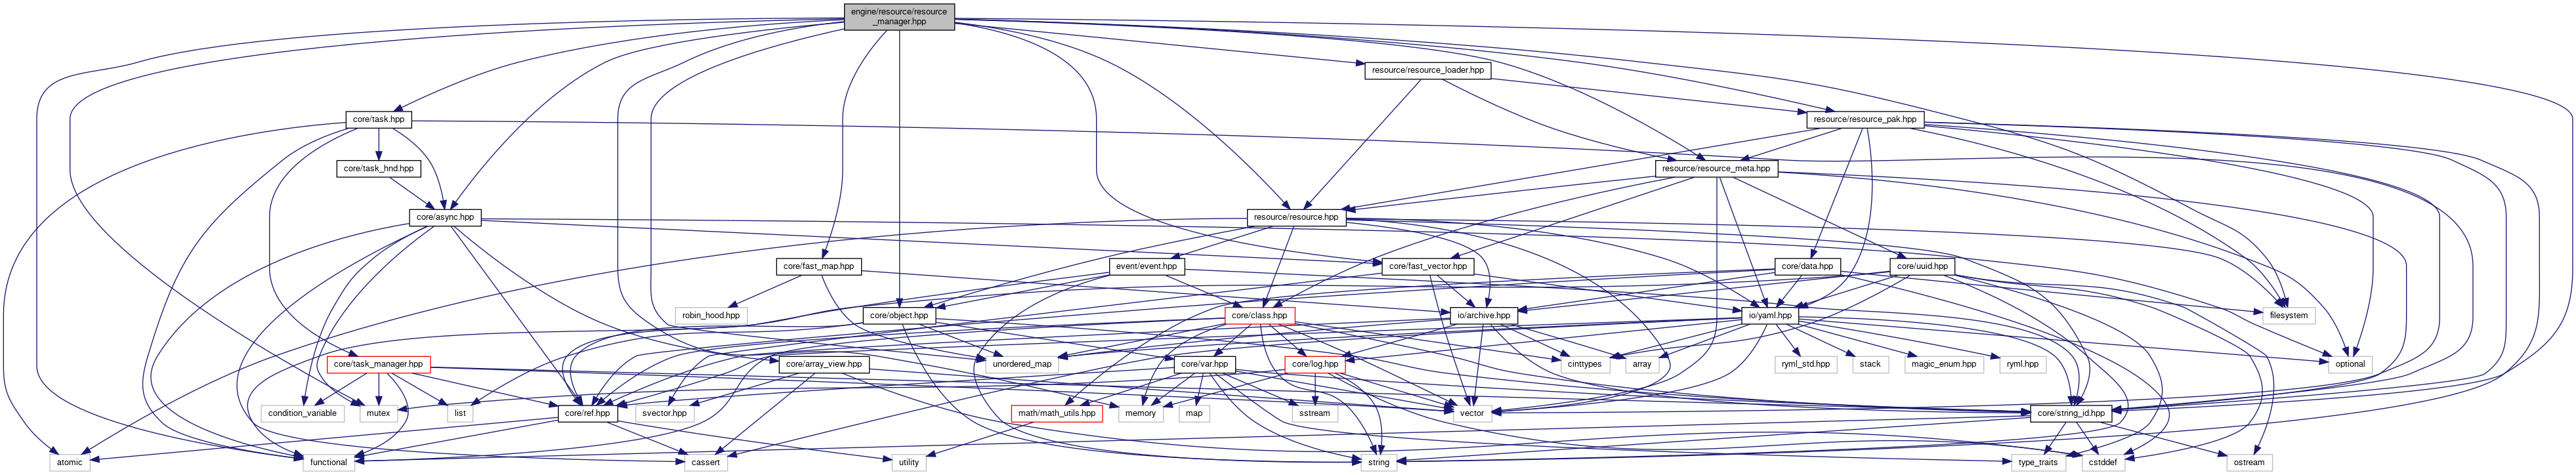 engine/resource/resource
_manager.hpp
resource/resource_loader.hpp
core/task.hpp
resource/resource_pak.hpp
core/task_hnd.hpp
resource/resource_meta.hpp
core/async.hpp
resource/resource.hpp
core/fast_map.hpp
event/event.hpp
core/fast_vector.hpp
core/data.hpp
core/uuid.hpp
robin_hood.hpp
core/object.hpp
core/class.hpp
io/archive.hpp
io/yaml.hpp
filesystem
core/task_manager.hpp
core/array_view.hpp
unordered_map
core/var.hpp
core/log.hpp
cinttypes
array
ryml_std.hpp
stack
magic_enum.hpp
ryml.hpp
optional
condition_variable
mutex
list
core/ref.hpp
svector.hpp
math/math_utils.hpp
memory
map
sstream
vector
core/string_id.hpp
atomic
functional
cassert
utility
string
type_traits
cstddef
ostream